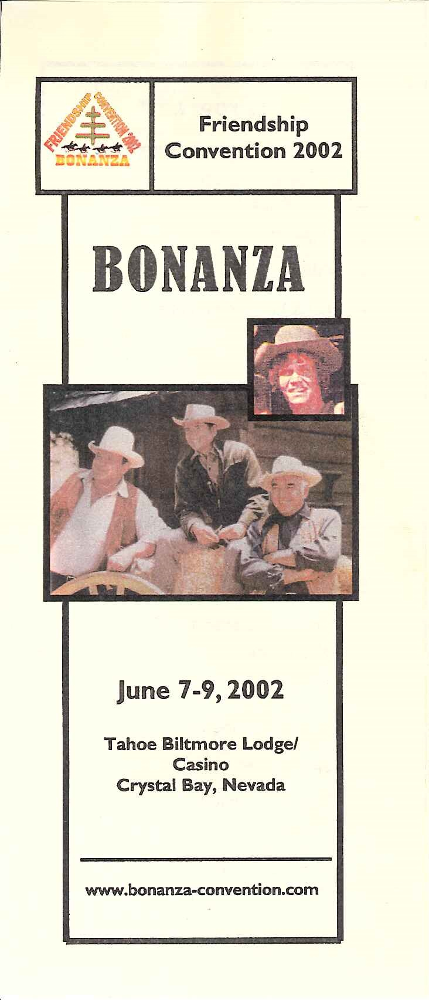 FRIENDSHIP CONVENTION 2002
BONANZA
Friendship
Convention 2002
BONANZA
June 7-9, 2002
Tahoe Biltmore Lodge/
Casino
Crystal Bay, Nevada
www.bonanza-convention.com